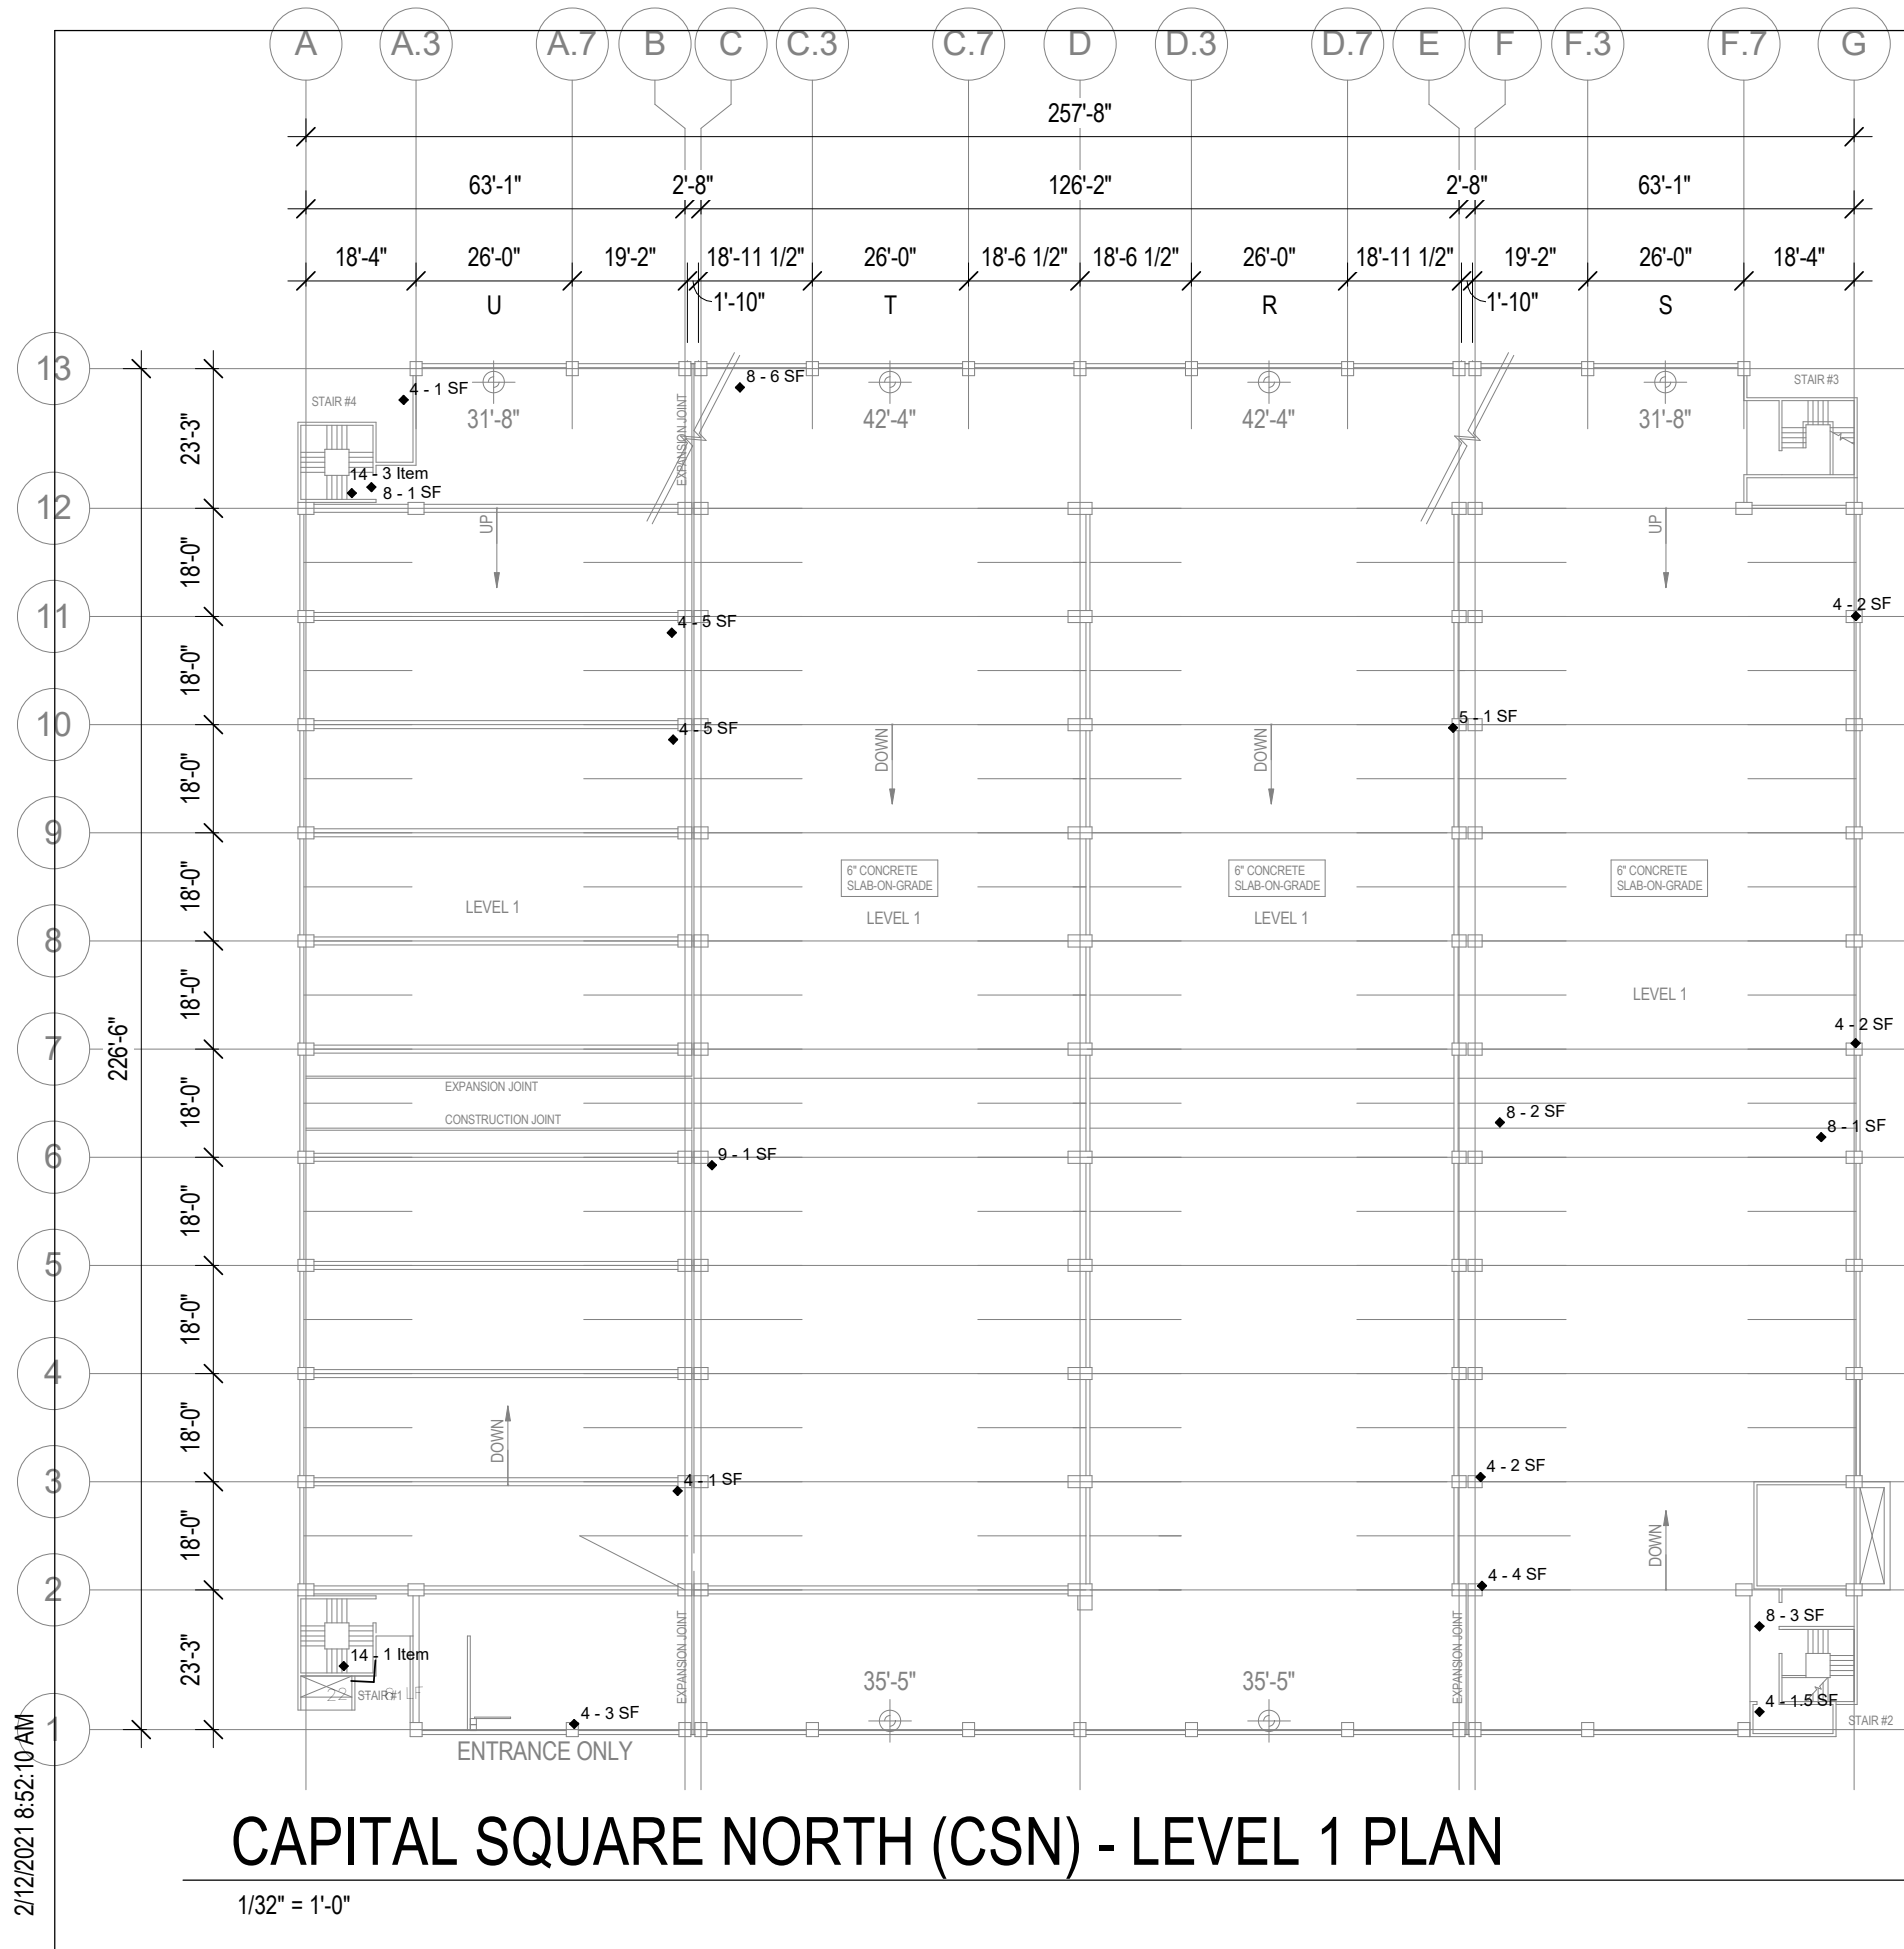 A A.3 A.7 B C C.3 C.7 D D.3 D.7 E F F.3 F.7 G
257'-8"
63'-1" 2'-8" 126'-2" 2'-8" 63'-1"
18'-4" 26'-0" 19'-2" 18'-11 1/2" 26'-0" 18'-6 1/2" 18'-6 1/2" 26'-0" 18'-11 1/2" 19'-2" 26'-0" 18'-4"
U 1'-10" T R 1'-10" S
13
STAIR #4
4 - 1 SF
31'-8"
EXPANSION JOINT
8 - 6 SF
42'-4"
42'-4"
31'-8"
STAIR #3
23'-3"
14 - 3 Item
8 - 1 SF
12
UP
UP
18'-0"
11
4 - 5 SF
4 - 2 SF
18'-0"
10
4 - 5 SF
5 - 1 SF
DOWN
DOWN
18'-0"
9
6" CONCRETE
SLAB-ON-GRADE
6" CONCRETE
SLAB-ON-GRADE
6" CONCRETE
SLAB-ON-GRADE
18'-0"
LEVEL 1
LEVEL 1
LEVEL 1
8
18'-0"
LEVEL 1
226'-6"
7
4 - 2 SF
EXPANSION JOINT
18'-0"
CONSTRUCTION JOINT
8 - 2 SF
8 - 1 SF
6
9 - 1 SF
18'-0"
5
18'-0"
4
18'-0"
DOWN
3
4 - 1 SF
4 - 2 SF
18'-0"
DOWN
2
4 - 4 SF
EXPANSION JOINT
EXPANSION JOINT
8 - 3 SF
23'-3"
14 - 1 Item
STAIR #1
35'-5"
35'-5"
4 - 1.5 SF
STAIR #2
1
4 - 3 SF
ENTRANCE ONLY
2/12/2021 8:52:10 AM
CAPITAL SQUARE NORTH (CSN) - LEVEL 1 PLAN
1/32" = 1'-0"